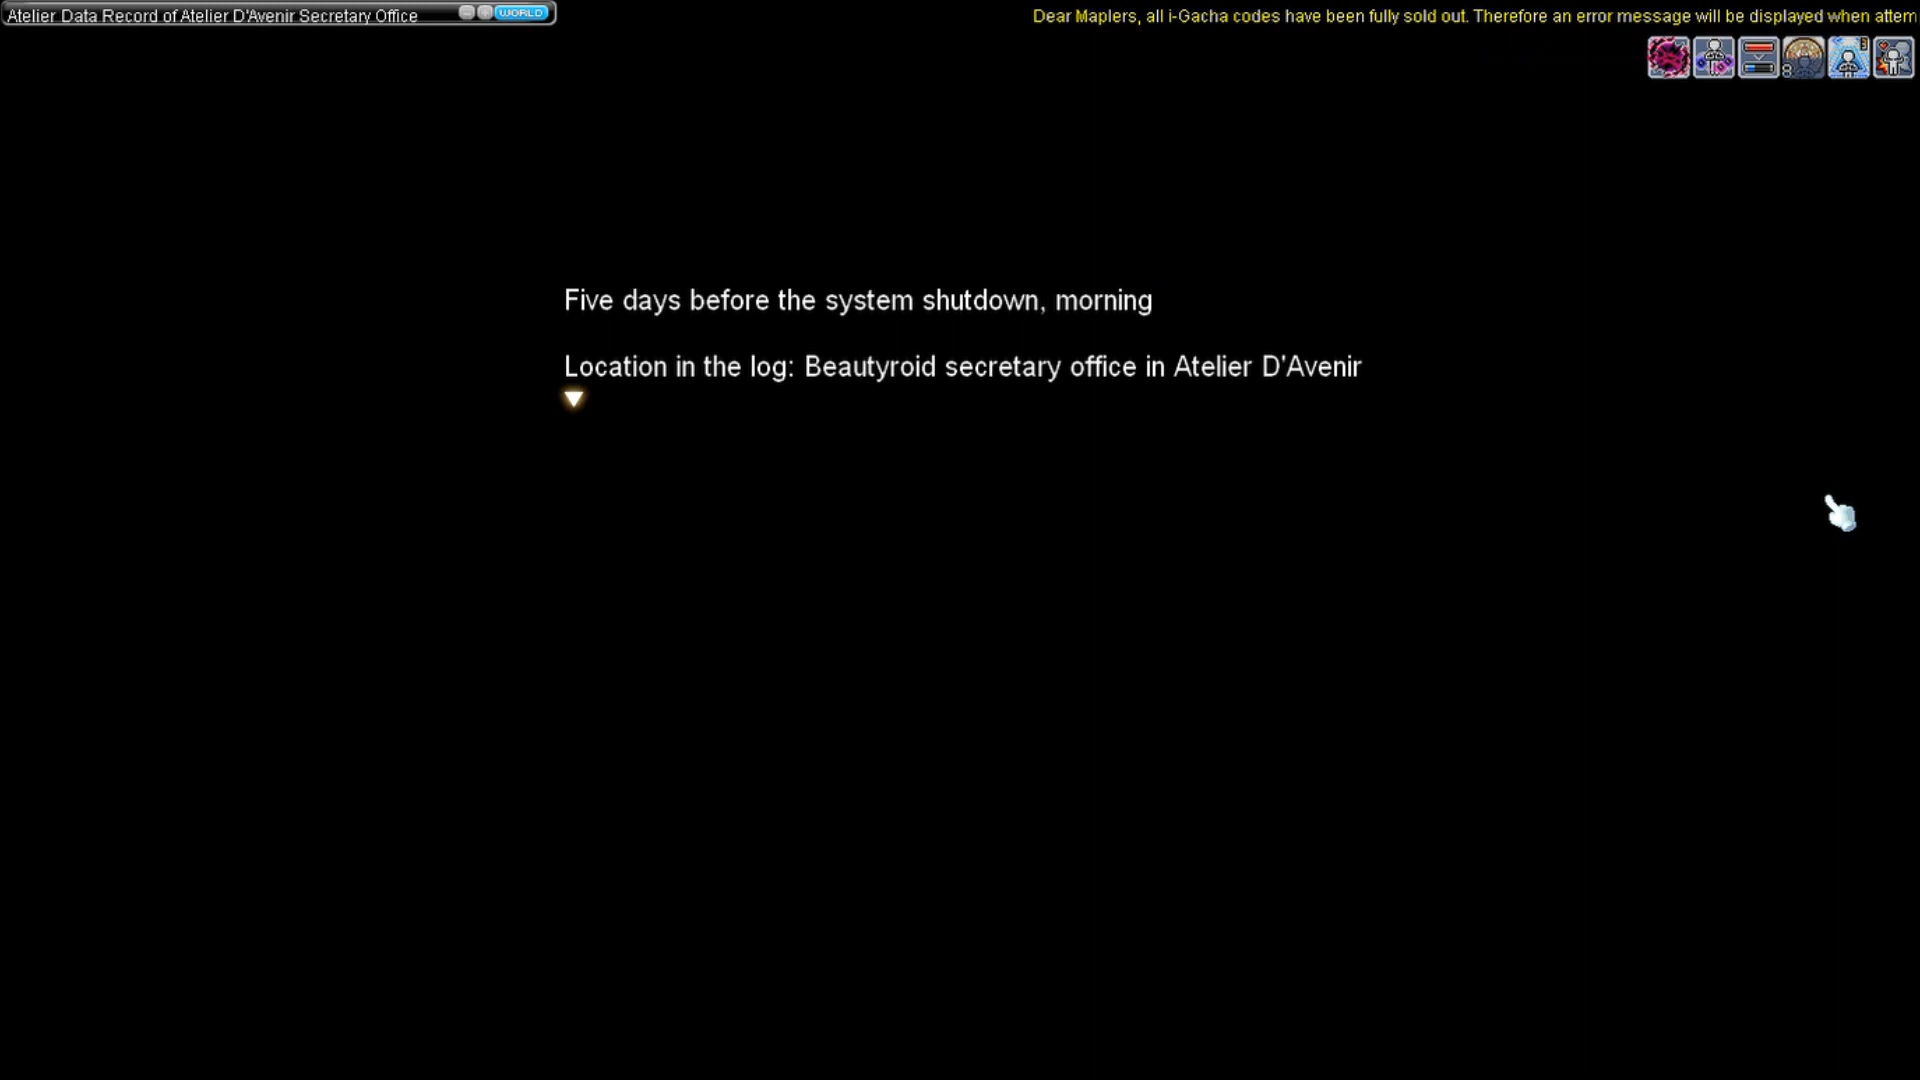 Atelier Data Record of Atelier D'Avenir Secretary Office
WORLD
Dear Maplers, all i-Gacha codes have been fully sold out. Therefore an error message will be displayed when attem
8
Five days before the system shutdown, morning
Location in the log: Beautyroid secretary office in Atelier D'Avenir